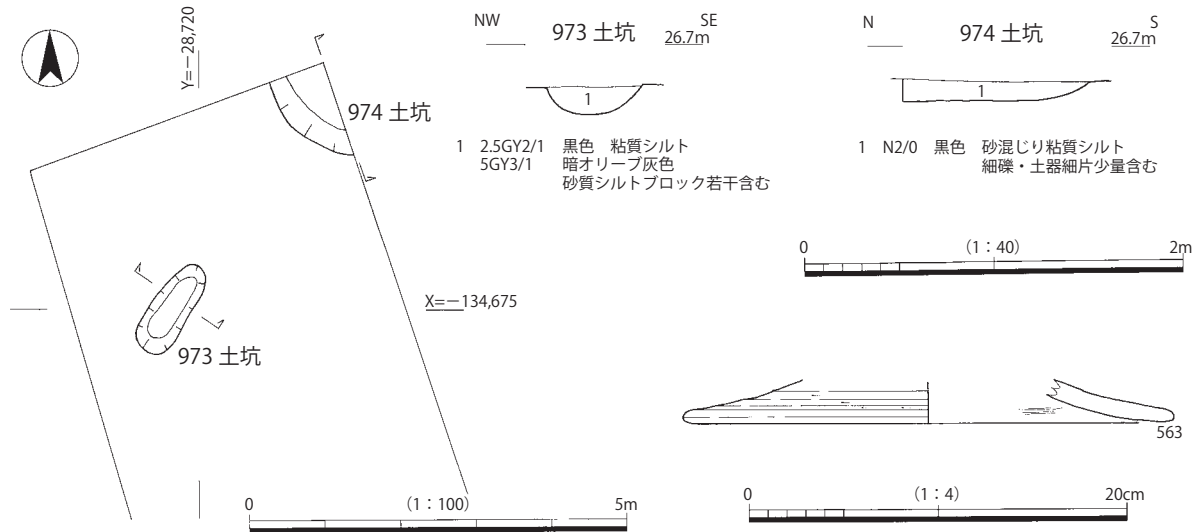 Y=－28,720
974 土坑
973 土坑
X=－134,675
0 （1：100） 5m
NW 973 土坑 SE
26.7m
1
1 2.5GY2/1 黒色 粘質シルト
5GY3/1 暗オリーブ灰色
砂質シルトブロック若干含む
N 974 土坑 S
26.7m
1
1 N2/0 黒色 砂混じり粘質シルト
細礫・土器細片少量含む
0 （1：40） 2m
563
0 （1：4） 20cm